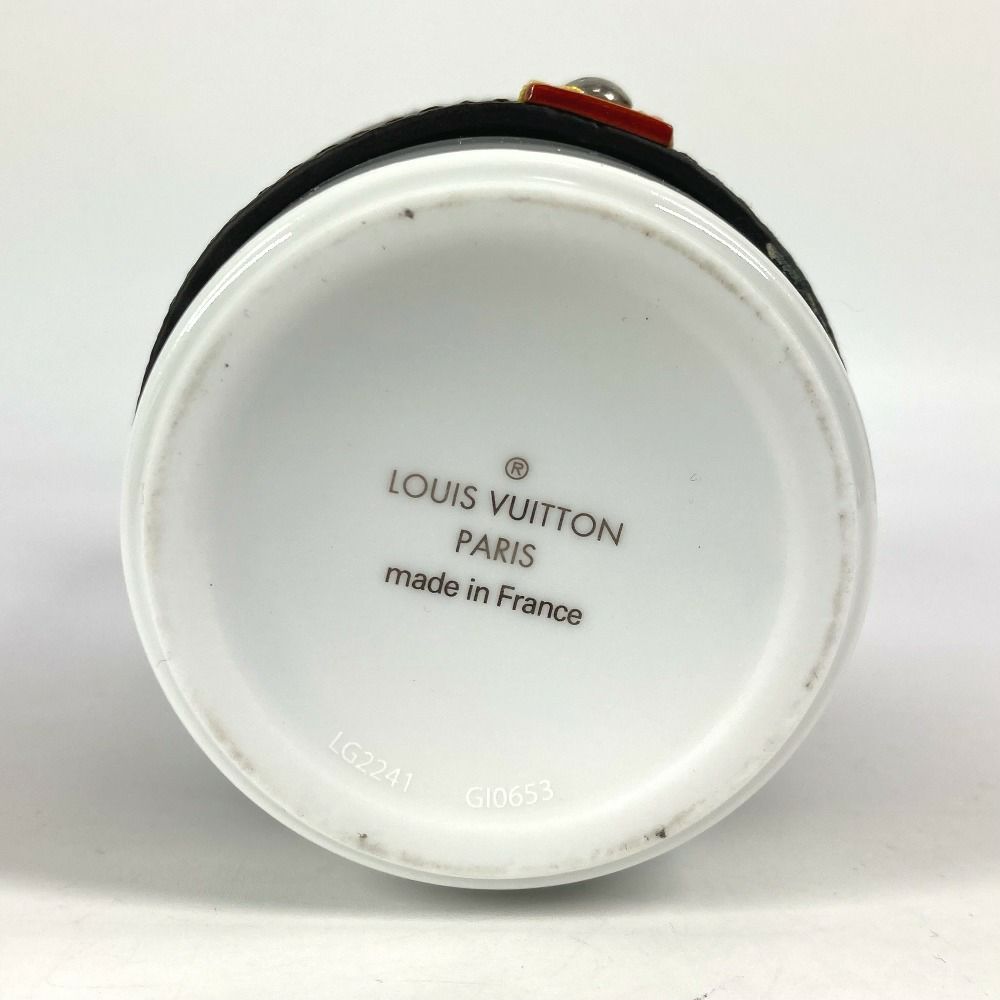 ®
LOUIS VUITTON
PARIS
made in France
LG2241
GI0653